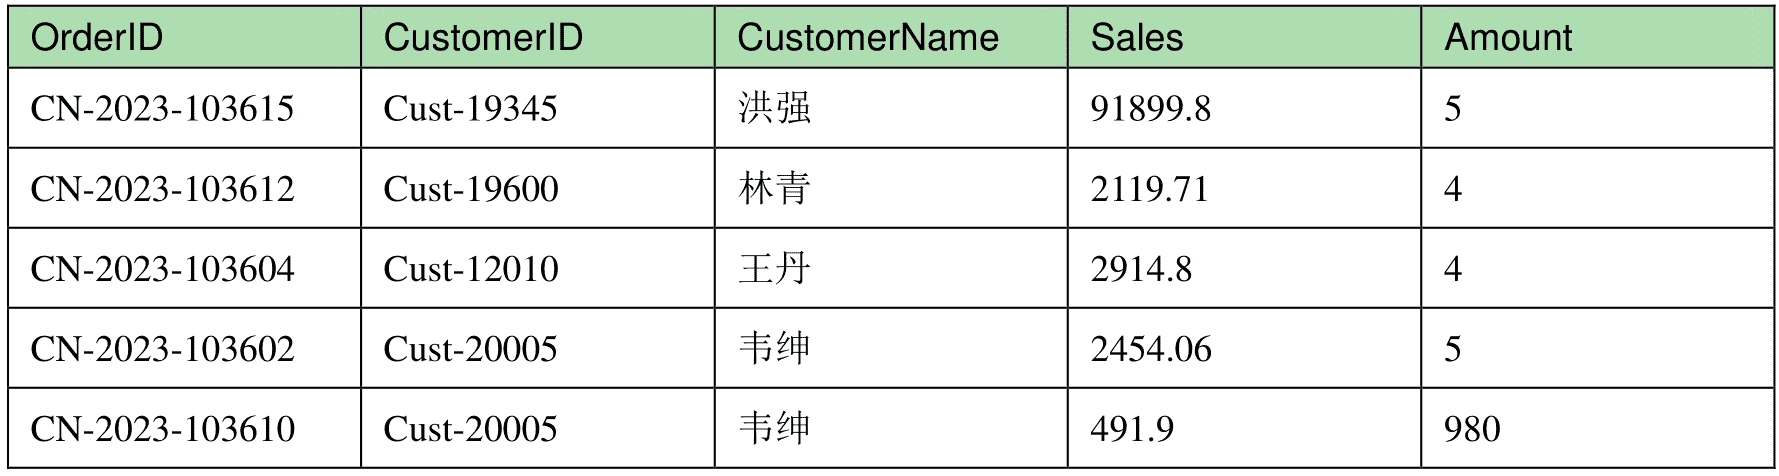 OrderID CustomerID CustomerName Sales Amount
CN-2023-103615 Cust-19345 洪强 91899.8 5
CN-2023-103612 Cust-19600 林青 2119.71 4
CN-2023-103604 Cust-12010 王丹 2914.8 4
CN-2023-103602 Cust-20005 韦绅 2454.06 5
CN-2023-103610 Cust-20005 韦绅 491.9 980